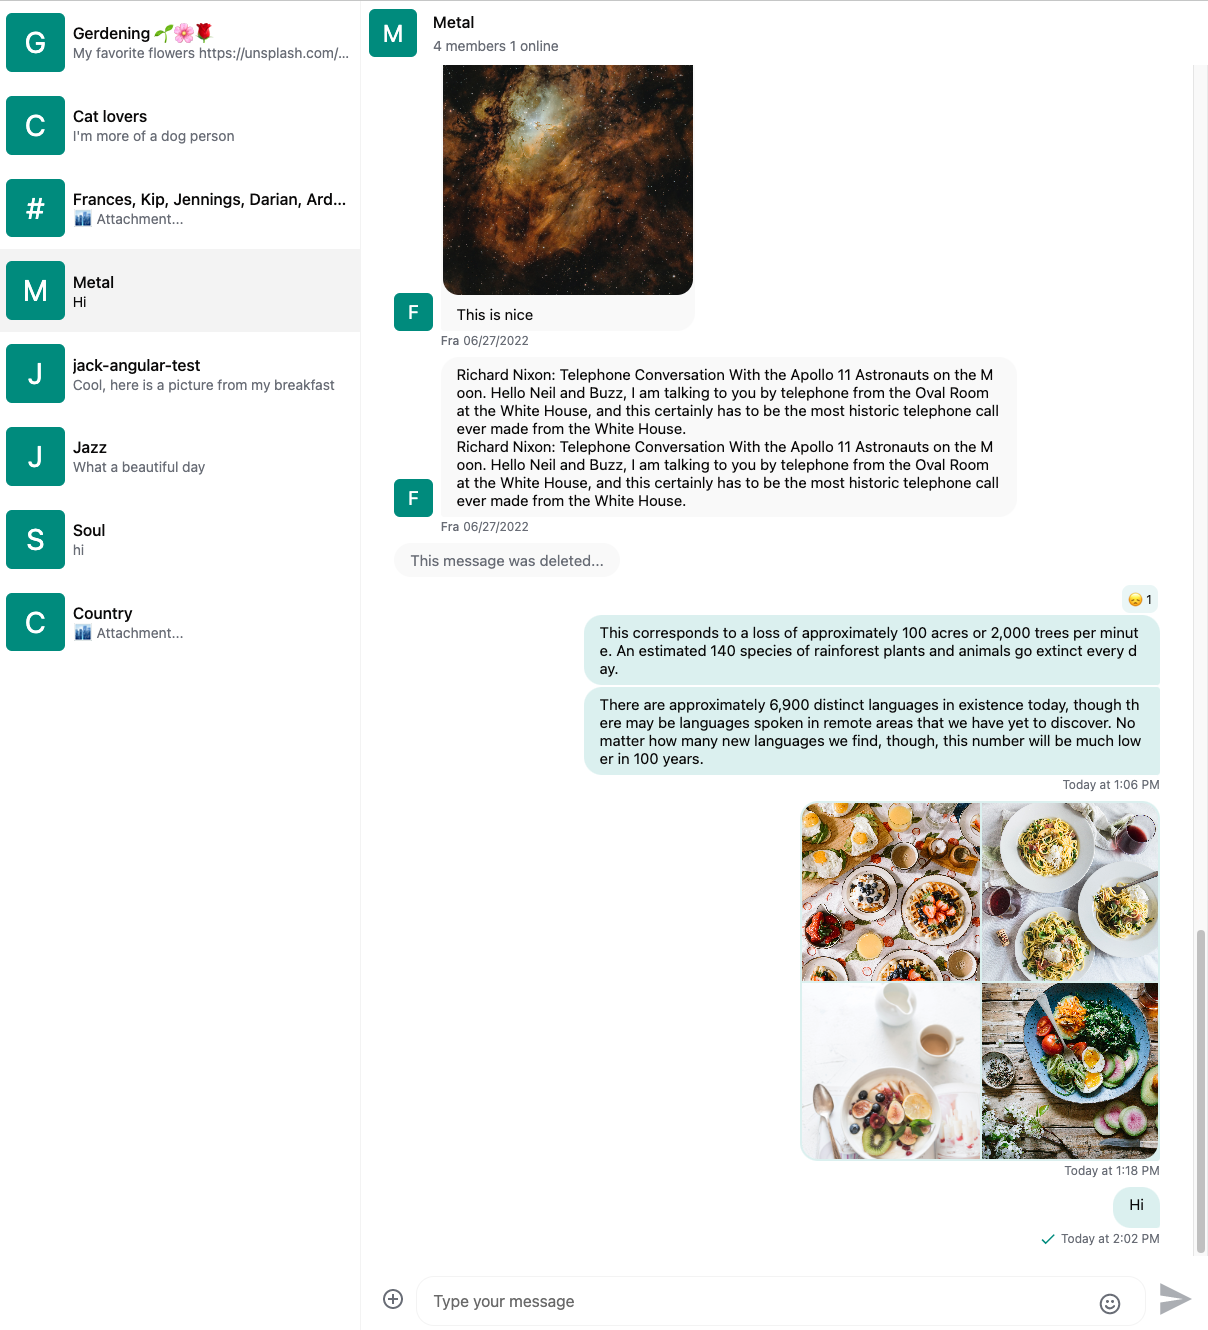 G
Gerdening 🌱🌸🌹
My favorite flowers https://unsplash.com/...
C
Cat lovers
I'm more of a dog person
#
Frances, Kip, Jennings, Darian, Ard...
🏙️ Attachment...
M
Metal
Hi
J
jack-angular-test
Cool, here is a picture from my breakfast
J
Jazz
What a beautiful day
S
Soul
hi
C
Country
🏙️ Attachment...
M
Metal
4 members 1 online
This is nice
F
Fra 06/27/2022
Richard Nixon: Telephone Conversation With the Apollo 11 Astronauts on the M
oon. Hello Neil and Buzz, I am talking to you by telephone from the Oval Room
at the White House, and this certainly has to be the most historic telephone call
ever made from the White House.
Richard Nixon: Telephone Conversation With the Apollo 11 Astronauts on the M
oon. Hello Neil and Buzz, I am talking to you by telephone from the Oval Room
at the White House, and this certainly has to be the most historic telephone call
ever made from the White House.
F
Fra 06/27/2022
This message was deleted...
😞 1
This corresponds to a loss of approximately 100 acres or 2,000 trees per minut
e. An estimated 140 species of rainforest plants and animals go extinct every d
ay.
There are approximately 6,900 distinct languages in existence today, though th
ere may be languages spoken in remote areas that we have yet to discover. No
matter how many new languages we find, though, this number will be much low
er in 100 years.
Today at 1:06 PM
Today at 1:18 PM
Hi
Today at 2:02 PM
Type your message